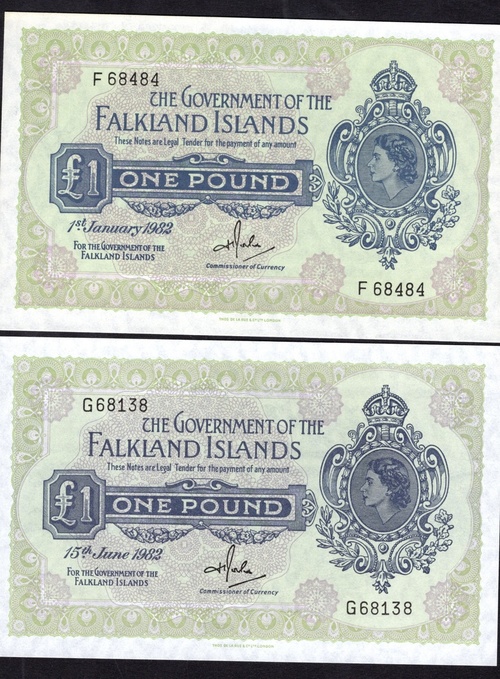 F 68484
THE GOVERNMENT OF THE
FALKLAND ISLANDS
These Notes are Legal Tender for the payment of any amount
£1 ONE POUND
1st January 1982
FOR THE GOVERNMENT OF THE
FALKLAND ISLANDS
Commissioner of Currency
F 68484
G68138
THE GOVERNMENT OF THE
FALKLAND ISLANDS
These Notes are Legal Tender for the payment of any amount
£1 ONE POUND
15th June 1982
FOR THE GOVERNMENT OF THE
FALKLAND ISLANDS
Commissioner of Currency
G68138